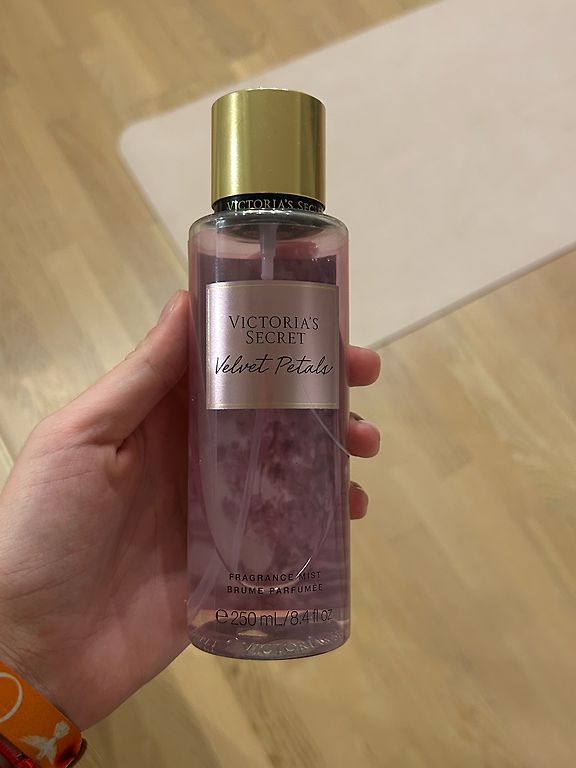 VICTORIA'S SECRET
VICTORIA'S
SECRET
Velvet Petals
FRAGRANCE MIST
BRUME PARFUMÉE
℮ 250 mL/8.4 fl oz